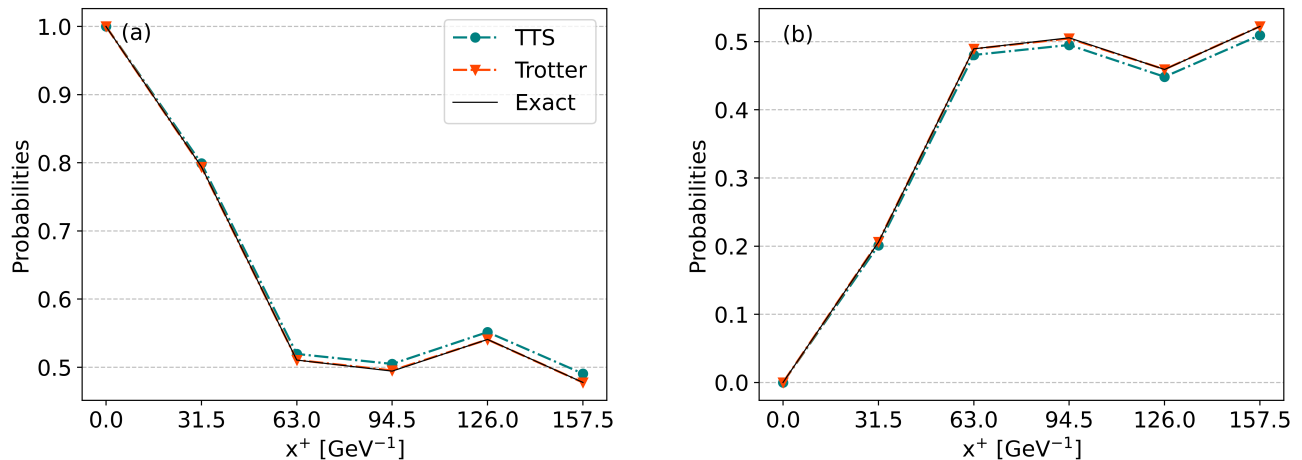 (a)
TTS
Trotter
Exact
Probabilities
1.0
0.9
0.8
0.7
0.6
0.5
0.0 31.5 63.0 94.5 126.0 157.5
x⁺ [GeV⁻¹]
(b)
Probabilities
0.5
0.4
0.3
0.2
0.1
0.0
0.0 31.5 63.0 94.5 126.0 157.5
x⁺ [GeV⁻¹]